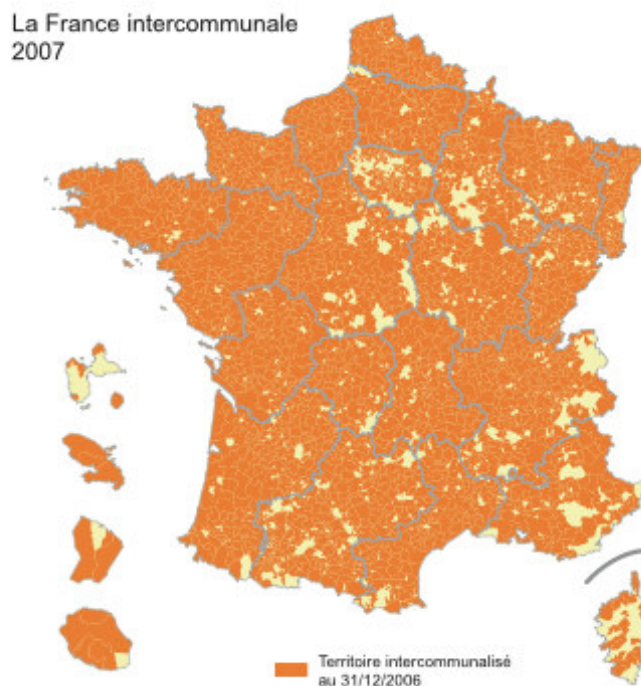 La France intercommunale
2007
Territoire intercommunalisé
au 31/12/2006